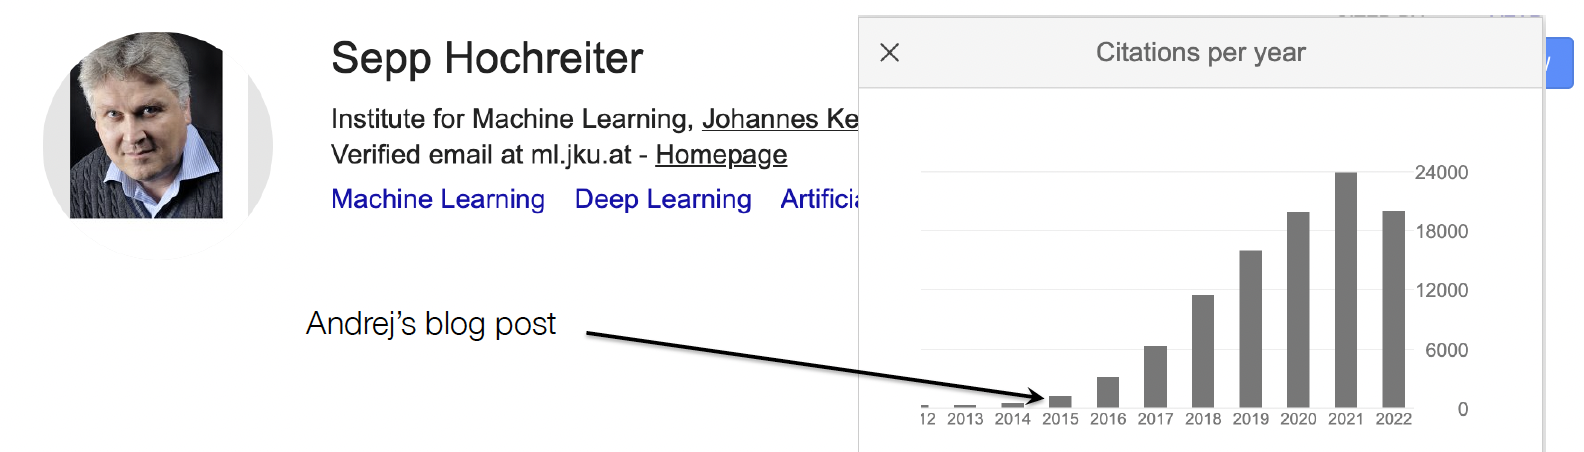 Sepp Hochreiter
Institute for Machine Learning, Johannes Ke
Verified email at ml.jku.at - Homepage
Machine Learning Deep Learning Artificia
Andrej’s blog post
Citations per year
24000
18000
12000
6000
0
12 2013 2014 2015 2016 2017 2018 2019 2020 2021 2022